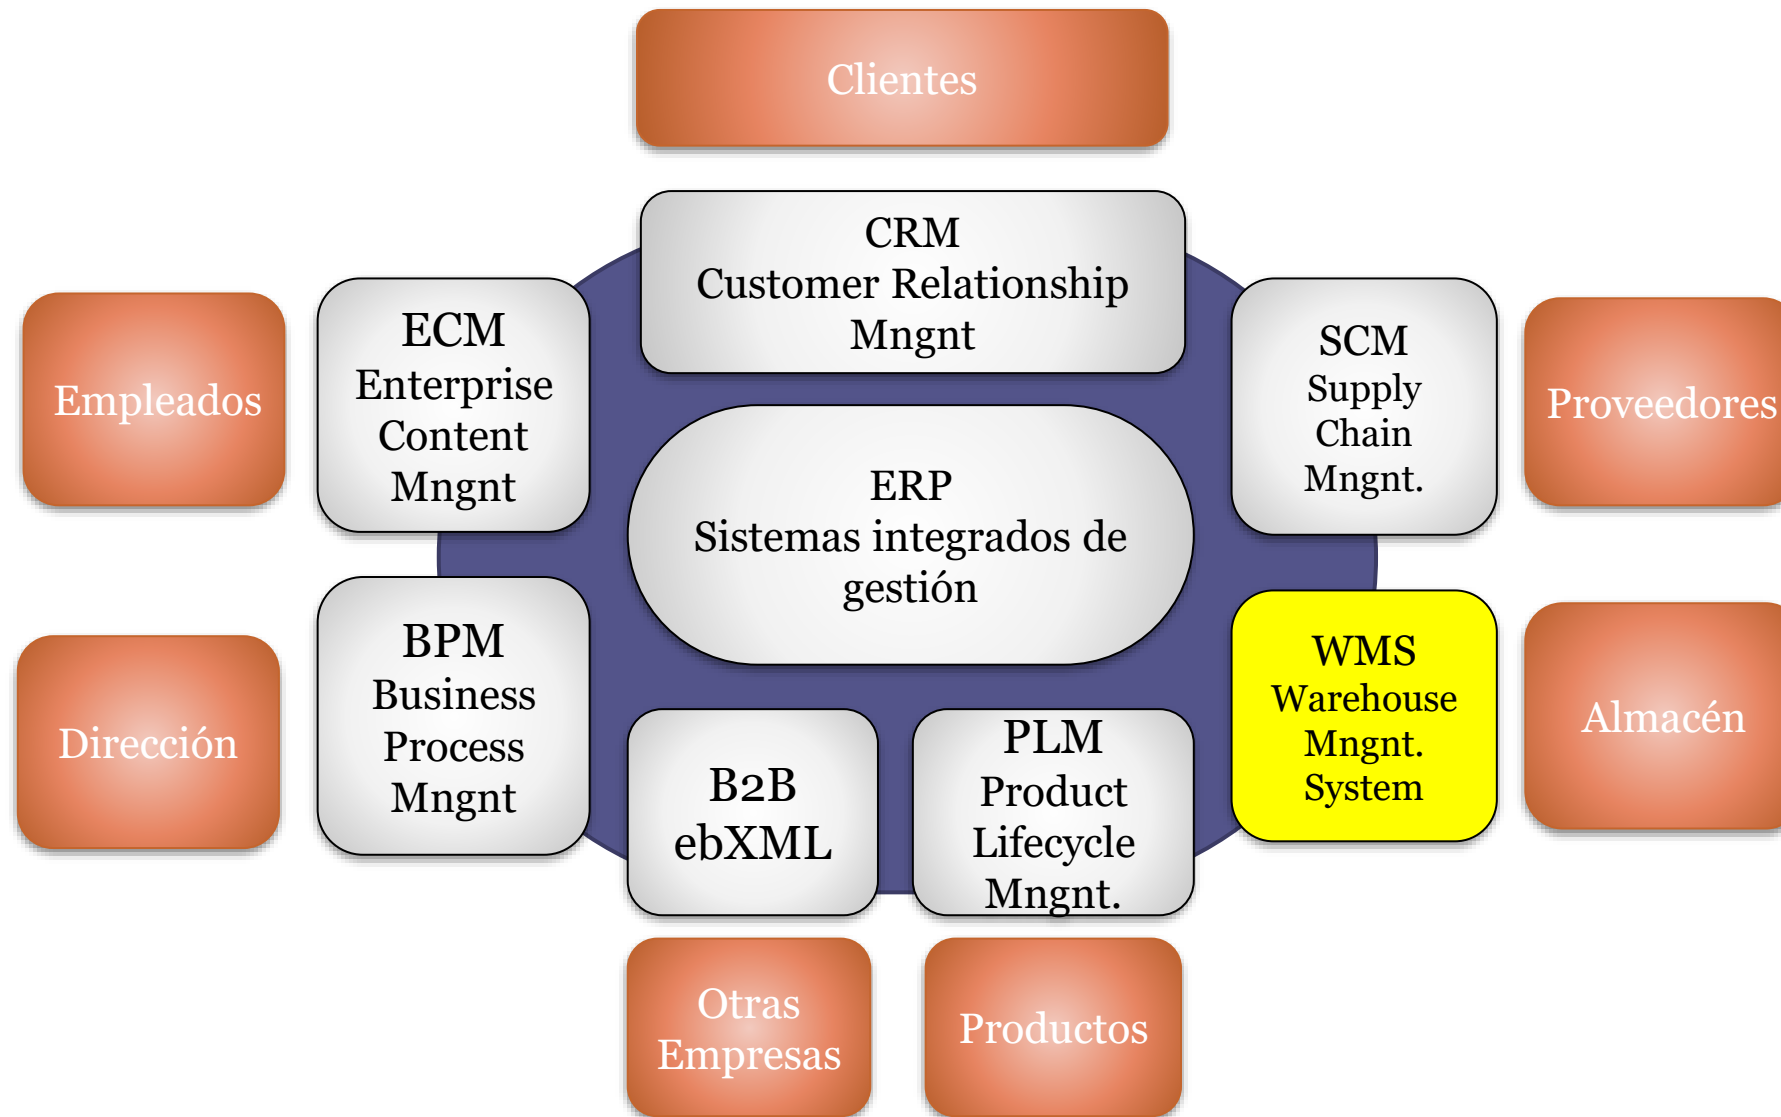 Clientes
CRM
Customer Relationship
Mngnt
ECM
Enterprise
Content
Mngnt
SCM
Supply
Chain
Mngnt.
Empleados
Proveedores
ERP
Sistemas integrados de
gestión
BPM
Business
Process
Mngnt
WMS
Warehouse
Mngnt.
System
Dirección
Almacén
B2B
ebXML
PLM
Product
Lifecycle
Mngnt.
Otras
Empresas
Productos